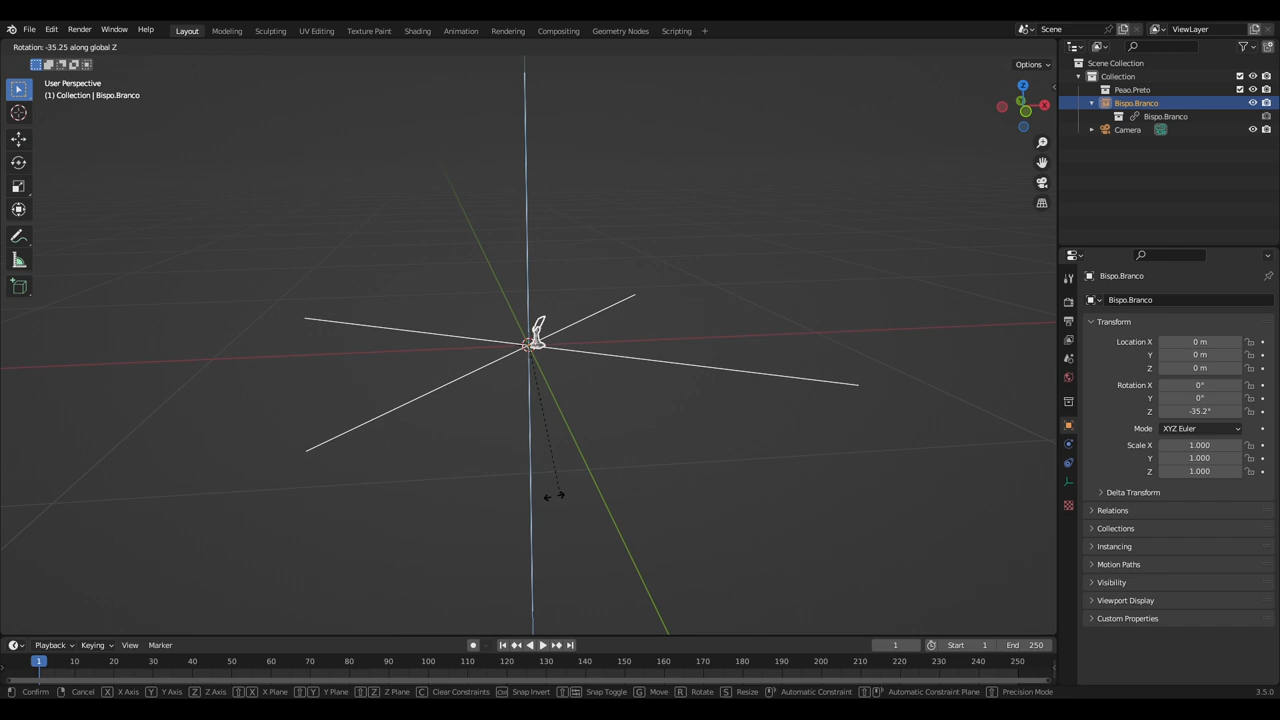 File Edit Render Window Help
Layout Modeling Sculpting UV Editing Texture Paint Shading Animation Rendering Compositing Geometry Nodes Scripting
Scene
ViewLayer
Rotation: -35.25 along global Z
Options
User Perspective
(1) Collection | Bispo.Branco
Z
Y
X
Scene Collection
Collection
Peao.Preto
Bispo.Branco
Bispo.Branco
Camera
Bispo.Branco
Bispo.Branco
Transform
Location X 0 m
Y 0 m
Z 0 m
Rotation X 0°
Y 0°
Z -35.2°
Mode XYZ Euler
Scale X 1.000
Y 1.000
Z 1.000
Delta Transform
Relations
Collections
Instancing
Motion Paths
Visibility
Viewport Display
Custom Properties
Playback Keying View Marker
1
Start 1 End 250
1 10 20 30 40 50 60 70 80 90 100 110 120 130 140 150 160 170 180 190 200 210 220 230 240 250
Confirm Cancel X X Axis Y Y Axis Z Z Axis X X Plane Y Y Plane Z Z Plane C Clear Constraints Ctrl Snap Invert Snap Toggle G Move R Rotate S Resize Automatic Constraint Automatic Constraint Plane Precision Mode
3.5.0